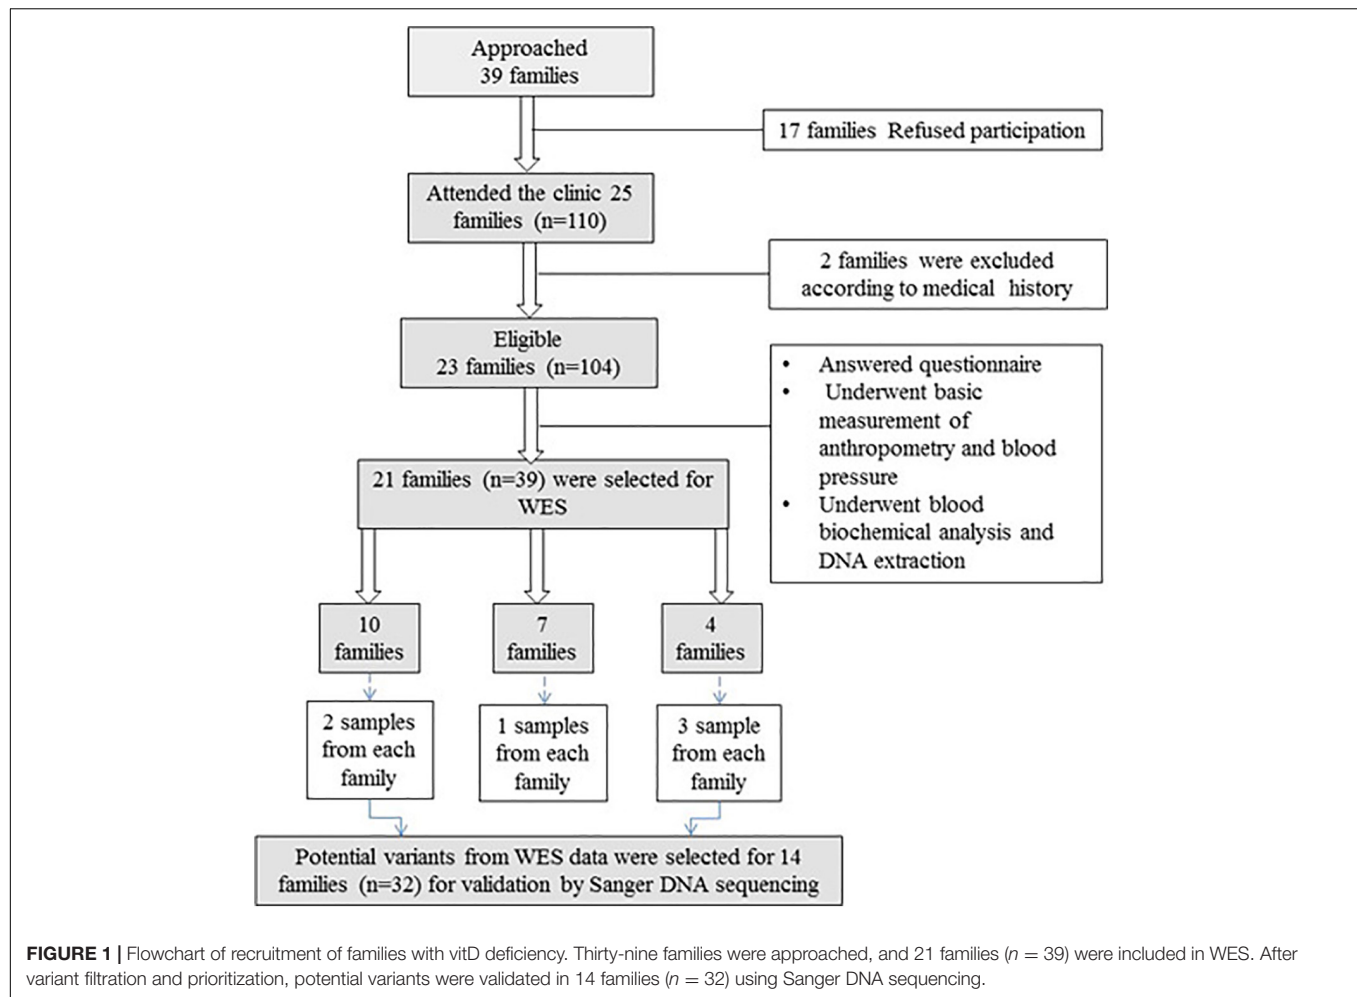 Approached
39 families
17 families Refused participation
Attended the clinic 25
families (n=110)
2 families were excluded
according to medical history
Eligible
23 families (n=104)
• Answered questionnaire
• Underwent basic
measurement of
anthropometry and blood
pressure
• Underwent blood
biochemical analysis and
DNA extraction
21 families (n=39) were selected for
WES
10
families
7
families
4
families
2 samples
from each
family
1 samples
from each
family
3 sample
from each
family
Potential variants from WES data were selected for 14
families (n=32) for validation by Sanger DNA sequencing
FIGURE 1 | Flowchart of recruitment of families with vitD deficiency. Thirty-nine families were approached, and 21 families (n = 39) were included in WES. After
variant filtration and prioritization, potential variants were validated in 14 families (n = 32) using Sanger DNA sequencing.